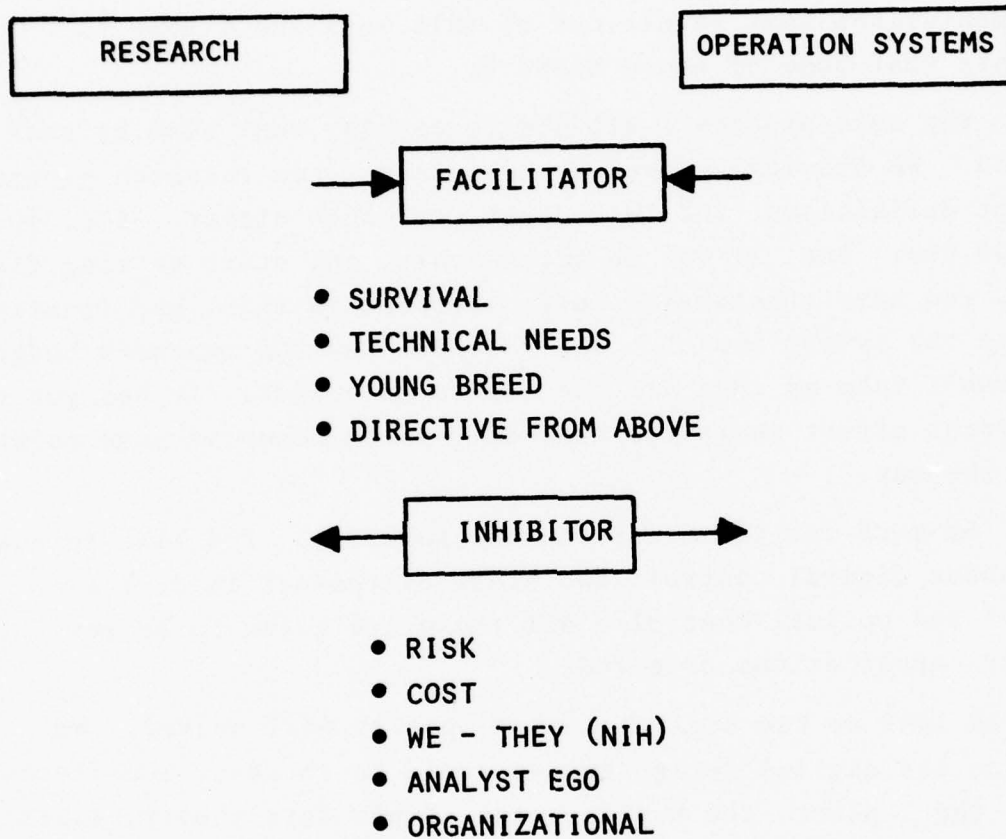 RESEARCH
OPERATION SYSTEMS
FACILITATOR
• SURVIVAL
• TECHNICAL NEEDS
• YOUNG BREED
• DIRECTIVE FROM ABOVE
INHIBITOR
• RISK
• COST
• WE - THEY (NIH)
• ANALYST EGO
• ORGANIZATIONAL